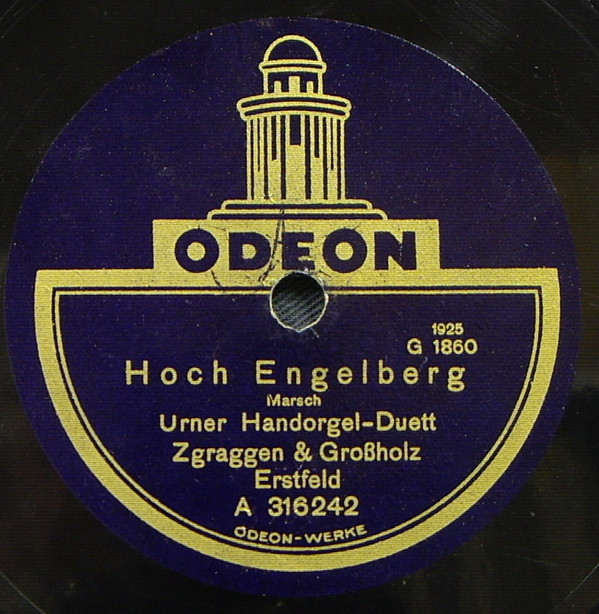 ODEON
1925
G 1860
Hoch Engelberg
Marsch
Urner Handorgel-Duett
Zgraggen & Großholz
Erstfeld
A 316242
ODEON-WERKE